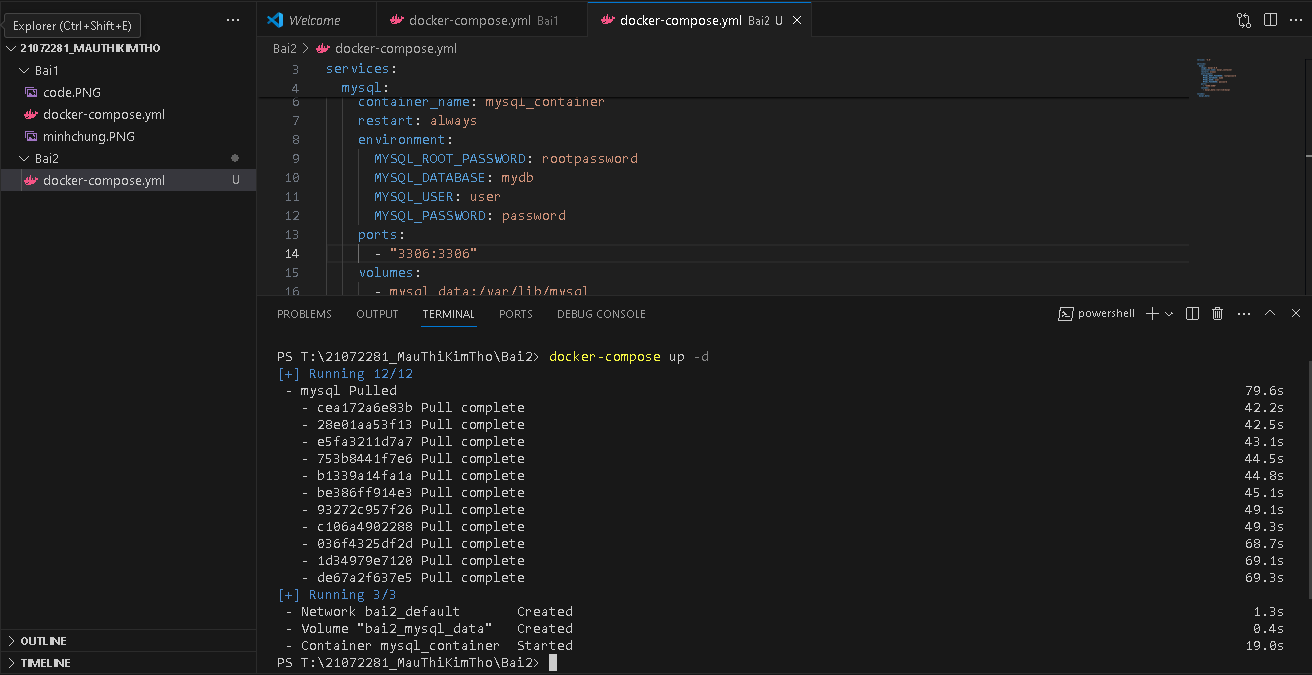 Explorer (Ctrl+Shift+E)
21072281_MAUTHIKIMTHO
Bai1
code.PNG
docker-compose.yml
minhchung.PNG
Bai2
docker-compose.yml U
OUTLINE
TIMELINE
Welcome
docker-compose.yml Bai1
docker-compose.yml Bai2 U
Bai2 > docker-compose.yml
3 services:
4 mysql:
6 container_name: mysql_container
7 restart: always
8 environment:
9 MYSQL_ROOT_PASSWORD: rootpassword
10 MYSQL_DATABASE: mydb
11 MYSQL_USER: user
12 MYSQL_PASSWORD: password
13 ports:
14 - "3306:3306"
15 volumes:
16 - mysql_data:/var/lib/mysql
PROBLEMS OUTPUT TERMINAL PORTS DEBUG CONSOLE
powershell
PS T:\21072281_MauThiKimTho\Bai2> docker-compose up -d
[+] Running 12/12
- mysql Pulled 79.6s
- cea172a6e83b Pull complete 42.2s
- 28e01aa53f13 Pull complete 42.5s
- e5fa3211d7a7 Pull complete 43.1s
- 753b8441f7e6 Pull complete 44.5s
- b1339a14fa1a Pull complete 44.8s
- be386ff914e3 Pull complete 45.1s
- 93272c957f26 Pull complete 49.1s
- c106a4902288 Pull complete 49.3s
- 036f4325df2d Pull complete 68.7s
- 1d34979e7120 Pull complete 69.1s
- de67a2f637e5 Pull complete 69.3s
[+] Running 3/3
- Network bai2_default Created 1.3s
- Volume "bai2_mysql_data" Created 0.4s
- Container mysql_container Started 19.0s
PS T:\21072281_MauThiKimTho\Bai2>